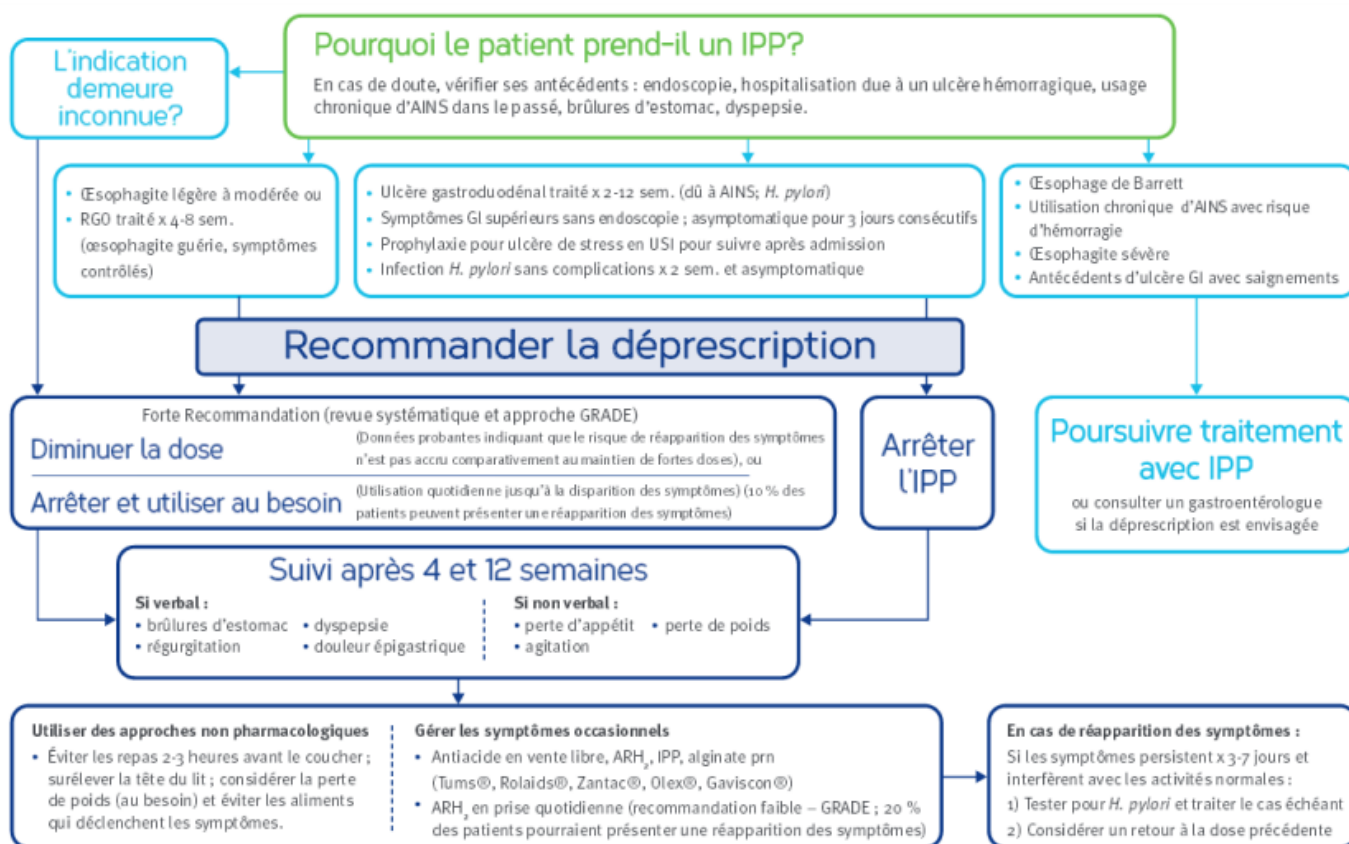 L'indication
demeure
inconnue?
Pourquoi le patient prend-il un IPP?
En cas de doute, vérifier ses antécédents : endoscopie, hospitalisation due à un ulcère hémorragique, usage
chronique d'AINS dans le passé, brûlures d'estomac, dyspepsie.
• Œsophagite légère à modérée ou
• RGO traité x 4-8 sem.
(œsophagite guérie, symptômes
contrôlés)
• Ulcère gastroduodénal traité x 2-12 sem. (dû à AINS; H. pylori)
• Symptômes GI supérieurs sans endoscopie ; asymptomatique pour 3 jours consécutifs
• Prophylaxie pour ulcère de stress en USI pour suivre après admission
• Infection H. pylori sans complications x 2 sem. et asymptomatique
• Œsophage de Barrett
• Utilisation chronique d'AINS avec risque
d'hémorragie
• Œsophagite sévère
• Antécédents d'ulcère GI avec saignements
Recommander la déprescription
Forte Recommandation (revue systématique et approche GRADE)
Diminuer la dose
(Données probantes indiquant que le risque de réapparition des symptômes
n'est pas accru comparativement au maintien de fortes doses), ou
Arrêter et utiliser au besoin
(Utilisation quotidienne jusqu'à la disparition des symptômes) (10 % des
patients peuvent présenter une réapparition des symptômes)
Arrêter
l'IPP
Poursuivre traitement
avec IPP
ou consulter un gastroentérologue
si la déprescription est envisagée
Suivi après 4 et 12 semaines
Si verbal :
• brûlures d'estomac • dyspepsie
• régurgitation • douleur épigastrique
Si non verbal :
• perte d'appétit • perte de poids
• agitation
Utiliser des approches non pharmacologiques
• Éviter les repas 2-3 heures avant le coucher ;
surélever la tête du lit ; considérer la perte
de poids (au besoin) et éviter les aliments
qui déclenchent les symptômes.
Gérer les symptômes occasionnels
• Antiacide en vente libre, ARH₂, IPP, alginate prn
(Tums®, Rolaids®, Zantac®, Olex®, Gaviscon®)
• ARH₂ en prise quotidienne (recommandation faible – GRADE ; 20 %
des patients pourraient présenter une réapparition des symptômes)
En cas de réapparition des symptômes :
Si les symptômes persistent x 3-7 jours et
interfèrent avec les activités normales :
1) Tester pour H. pylori et traiter le cas échéant
2) Considérer un retour à la dose précédente